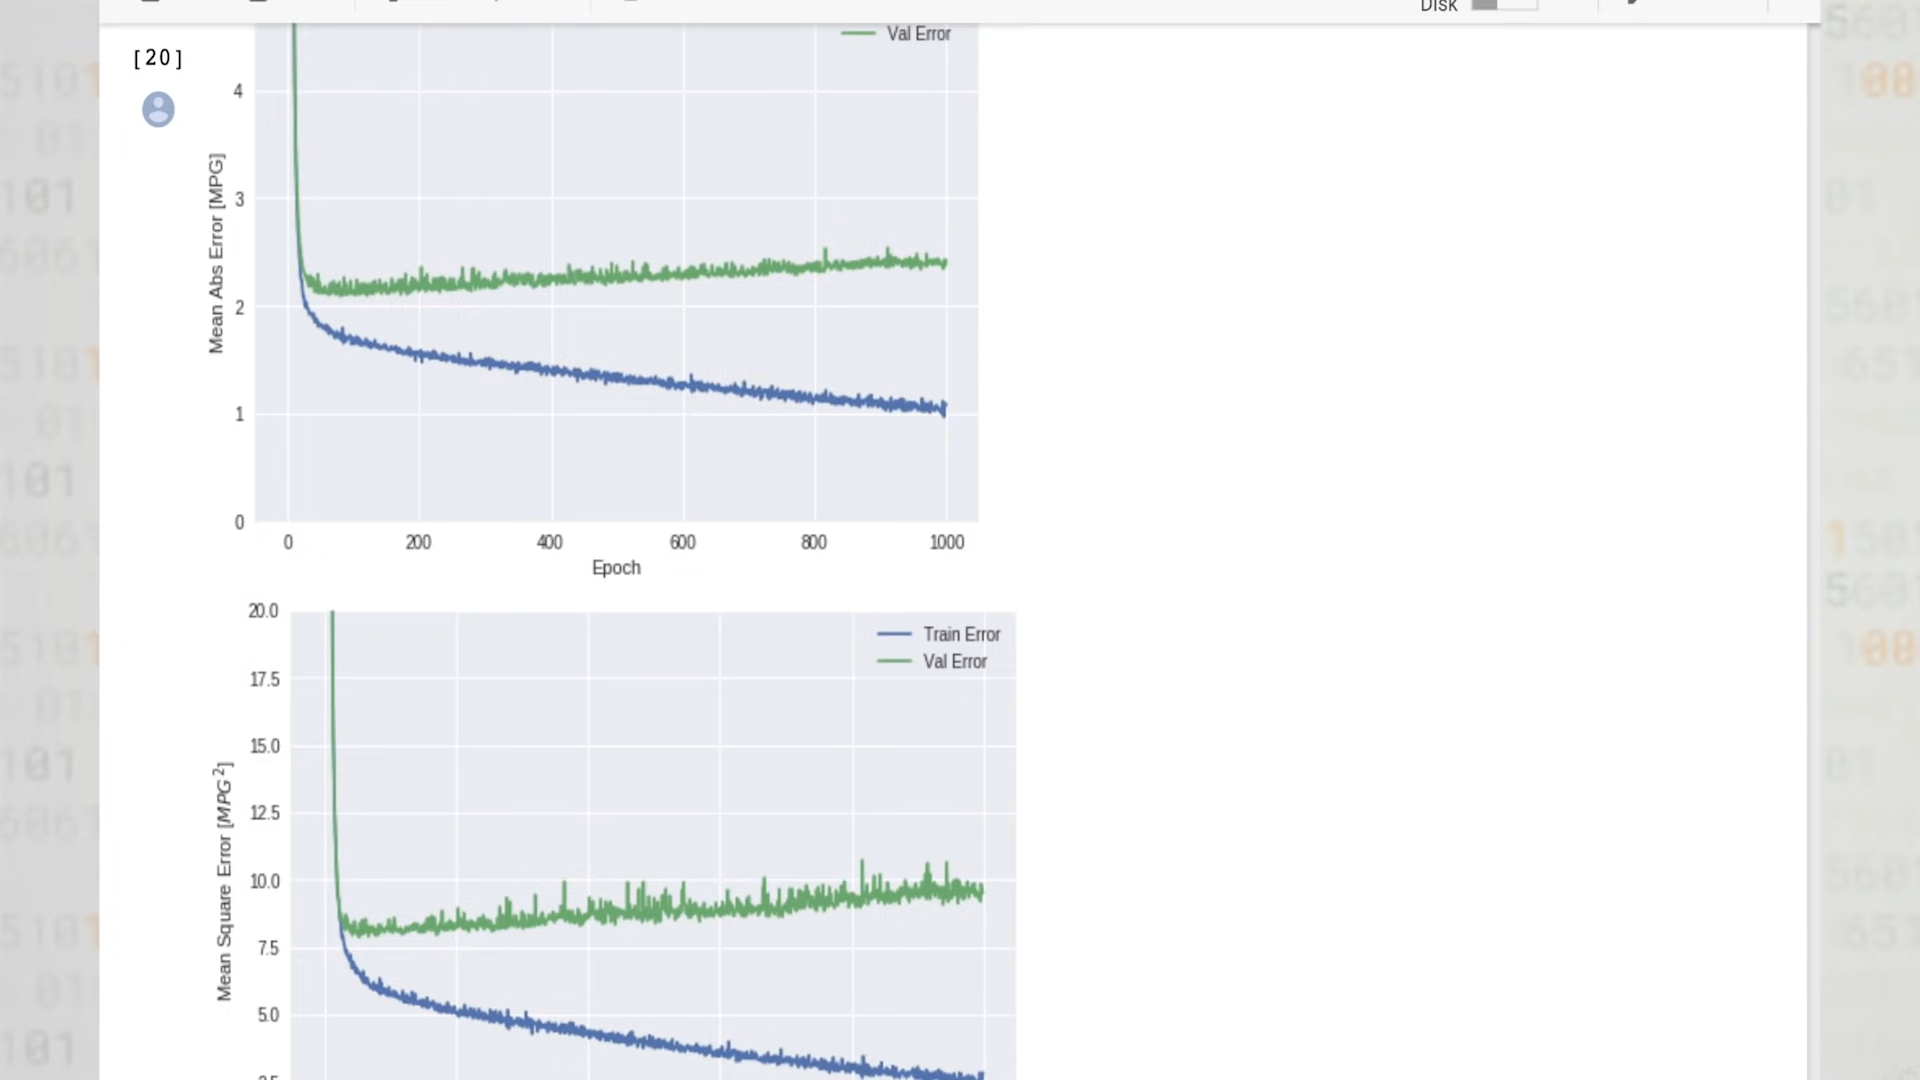 Disk
[20]
Val Error
4
3
2
1
0
Mean Abs Error [MPG]
0 200 400 600 800 1000
Epoch
20.0
17.5
15.0
12.5
10.0
7.5
5.0
Mean Square Error [MPG²]
Train Error
Val Error